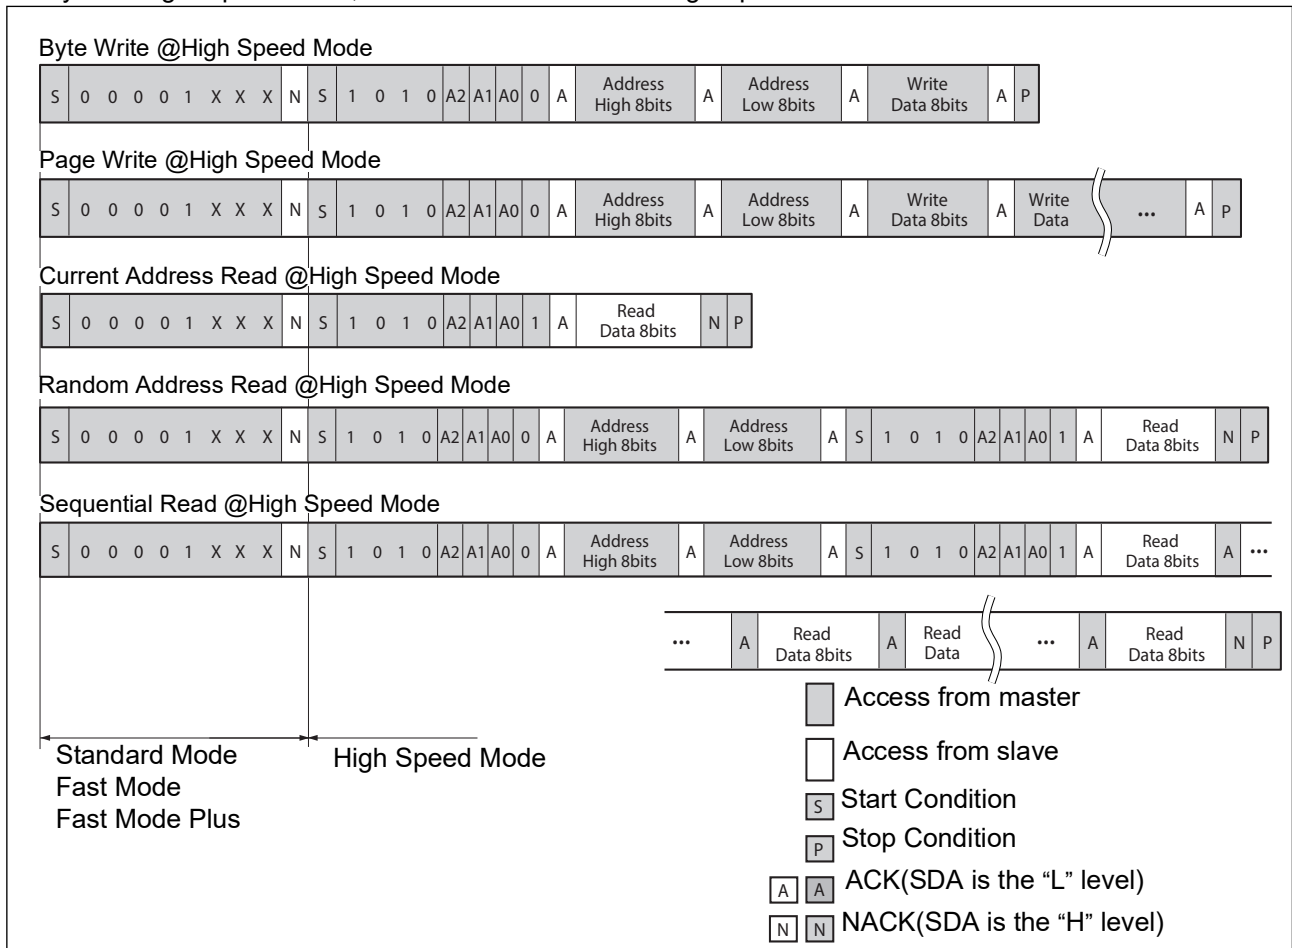 Byte Write @High Speed Mode
S 0 0 0 0 1 X X X N S 1 0 1 0 A2 A1 A0 0 A Address High 8bits A Address Low 8bits A Write Data 8bits A P
Page Write @High Speed Mode
S 0 0 0 0 1 X X X N S 1 0 1 0 A2 A1 A0 0 A Address High 8bits A Address Low 8bits A Write Data 8bits A Write Data ... A P
Current Address Read @High Speed Mode
S 0 0 0 0 1 X X X N S 1 0 1 0 A2 A1 A0 1 A Read Data 8bits N P
Random Address Read @High Speed Mode
S 0 0 0 0 1 X X X N S 1 0 1 0 A2 A1 A0 0 A Address High 8bits A Address Low 8bits A S 1 0 1 0 A2 A1 A0 1 A Read Data 8bits N P
Sequential Read @High Speed Mode
S 0 0 0 0 1 X X X N S 1 0 1 0 A2 A1 A0 0 A Address High 8bits A Address Low 8bits A S 1 0 1 0 A2 A1 A0 1 A Read Data 8bits A ...
... A Read Data 8bits A Read Data ... A Read Data 8bits N P
Standard Mode
Fast Mode
Fast Mode Plus
High Speed Mode
Access from master
Access from slave
S Start Condition
P Stop Condition
A A ACK(SDA is the “L” level)
N N NACK(SDA is the “H” level)